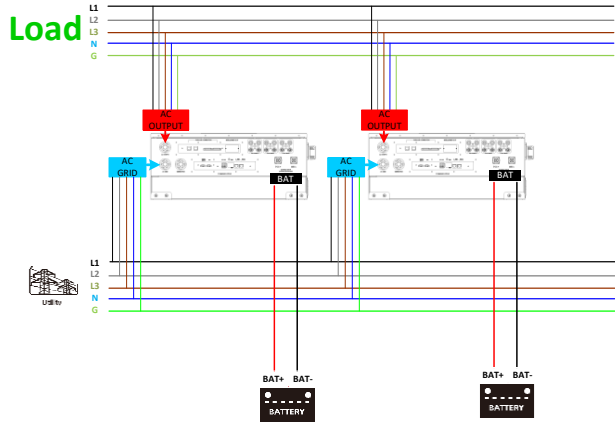 L1
L2
Load
L3
N
G
AC
OUTPUT
AC
OUTPUT
AC
GRID
AC
GRID
BAT
BAT
L1
L2
L3
N
G
Utility
BAT+ BAT-
BAT+ BAT-
BATTERY
BATTERY